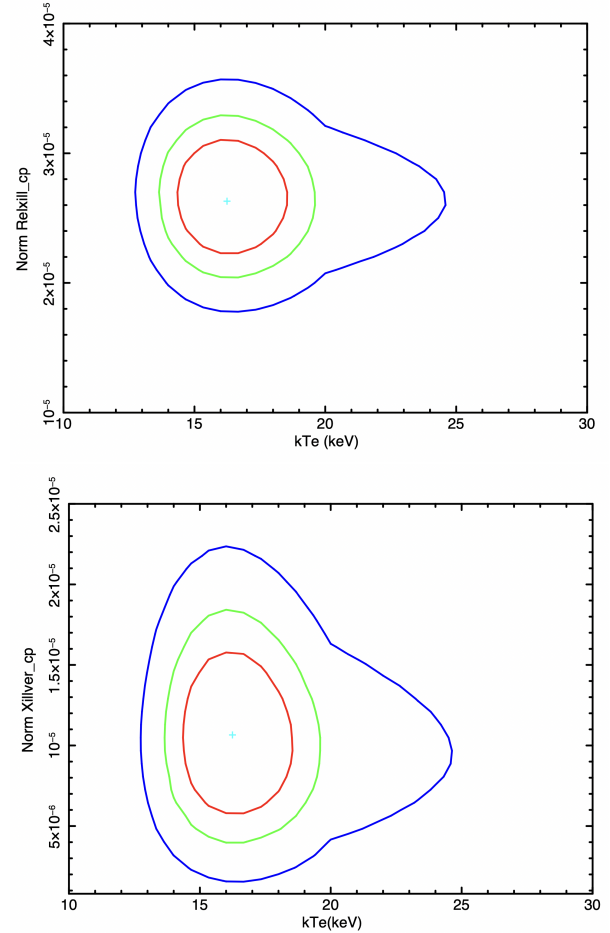 4×10⁻⁵
3×10⁻⁵
2×10⁻⁵
10⁻⁵
Norm Relxill_cp
10 15 20 25 30
kTe (keV)
2.5×10⁻⁵
2×10⁻⁵
1.5×10⁻⁵
10⁻⁵
5×10⁻⁶
Norm Xillver_cp
10 15 20 25 30
kTe(keV)